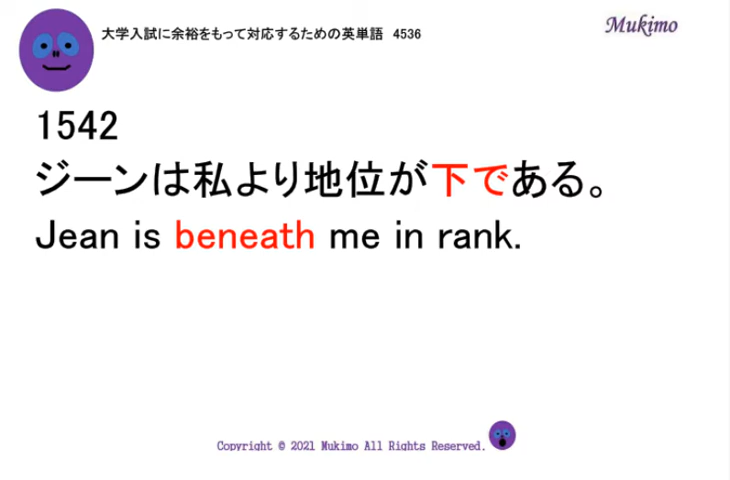 大学入試に余裕をもって対応するための英単語 4536
Mukimo
1542
ジーンは私より地位が下である。
Jean is beneath me in rank.
Copyright © 2021 Mukimo All Rights Reserved.